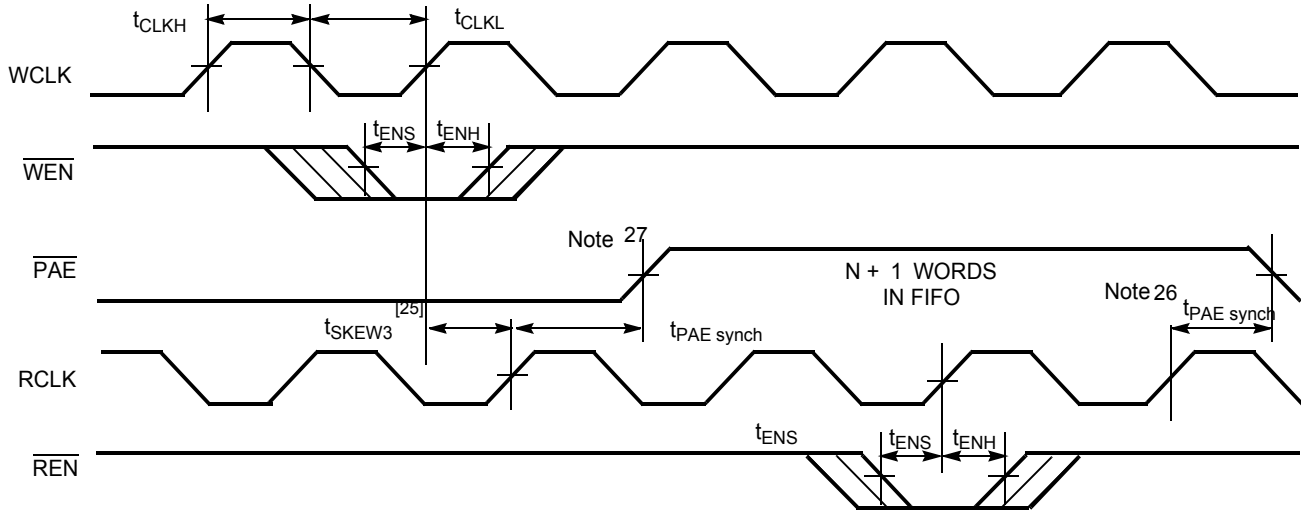 tCLKH
tCLKL
WCLK
tENS
tENH
WEN
Note 27
PAE
N + 1 WORDS
IN FIFO
Note 26
[25]
tSKEW3
tPAE synch
tPAE synch
RCLK
tENS
tENS
tENH
REN